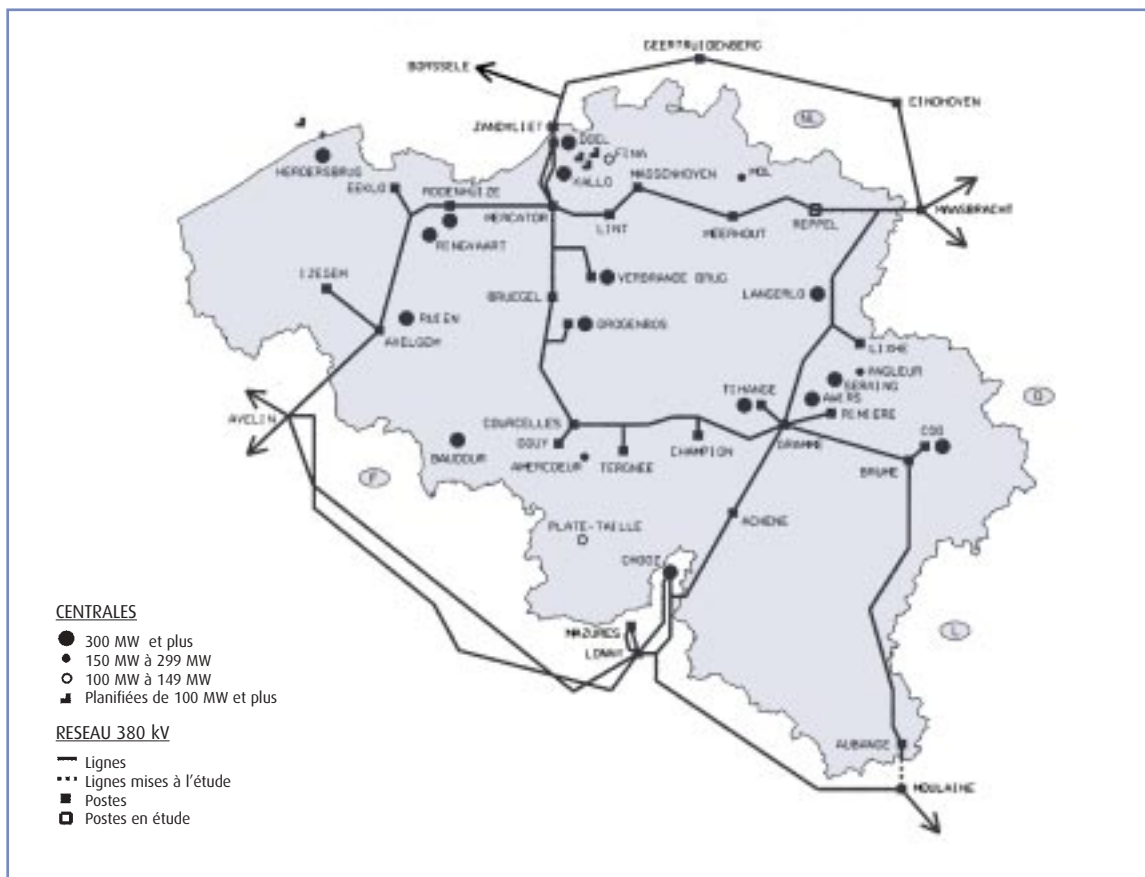 GEERTRUIDENBERG
BORSSELE
EINDHOVEN
ZANDVLIET
NL
DOEL
FINA
HERDERSBRUG
KALLO
MASSENHOVEN
MOL
EEKLO
RODENHUIZE
MERCATOR
LINT
MEERHOUT
REPPEL
MAASBRACHT
RINGVAART
IZEGEM
VERBRANDE BRUG
BRUEGEL
LANGERLO
RUIEN
DROGENBOS
AVELGEM
LIXHE
ANGLEUR
SERAING
TIHANGE
AWIRS
D
AVELIN
COURCELLES
RIMIERE
GOUY
GRAMME
COO
BAUDOUR
AMERCOEUR
TERGNEE
CHAMPION
BRUME
F
ACHENE
PLATE-TAILLE
CHOOZ
CENTRALES
300 MW et plus
150 MW à 299 MW
100 MW à 149 MW
Planifiées de 100 MW et plus
MAZURES
LONNY
L
RESEAU 380 kV
Lignes
Lignes mises à l'étude
Postes
Postes en étude
AUBANGE
MOULAINE